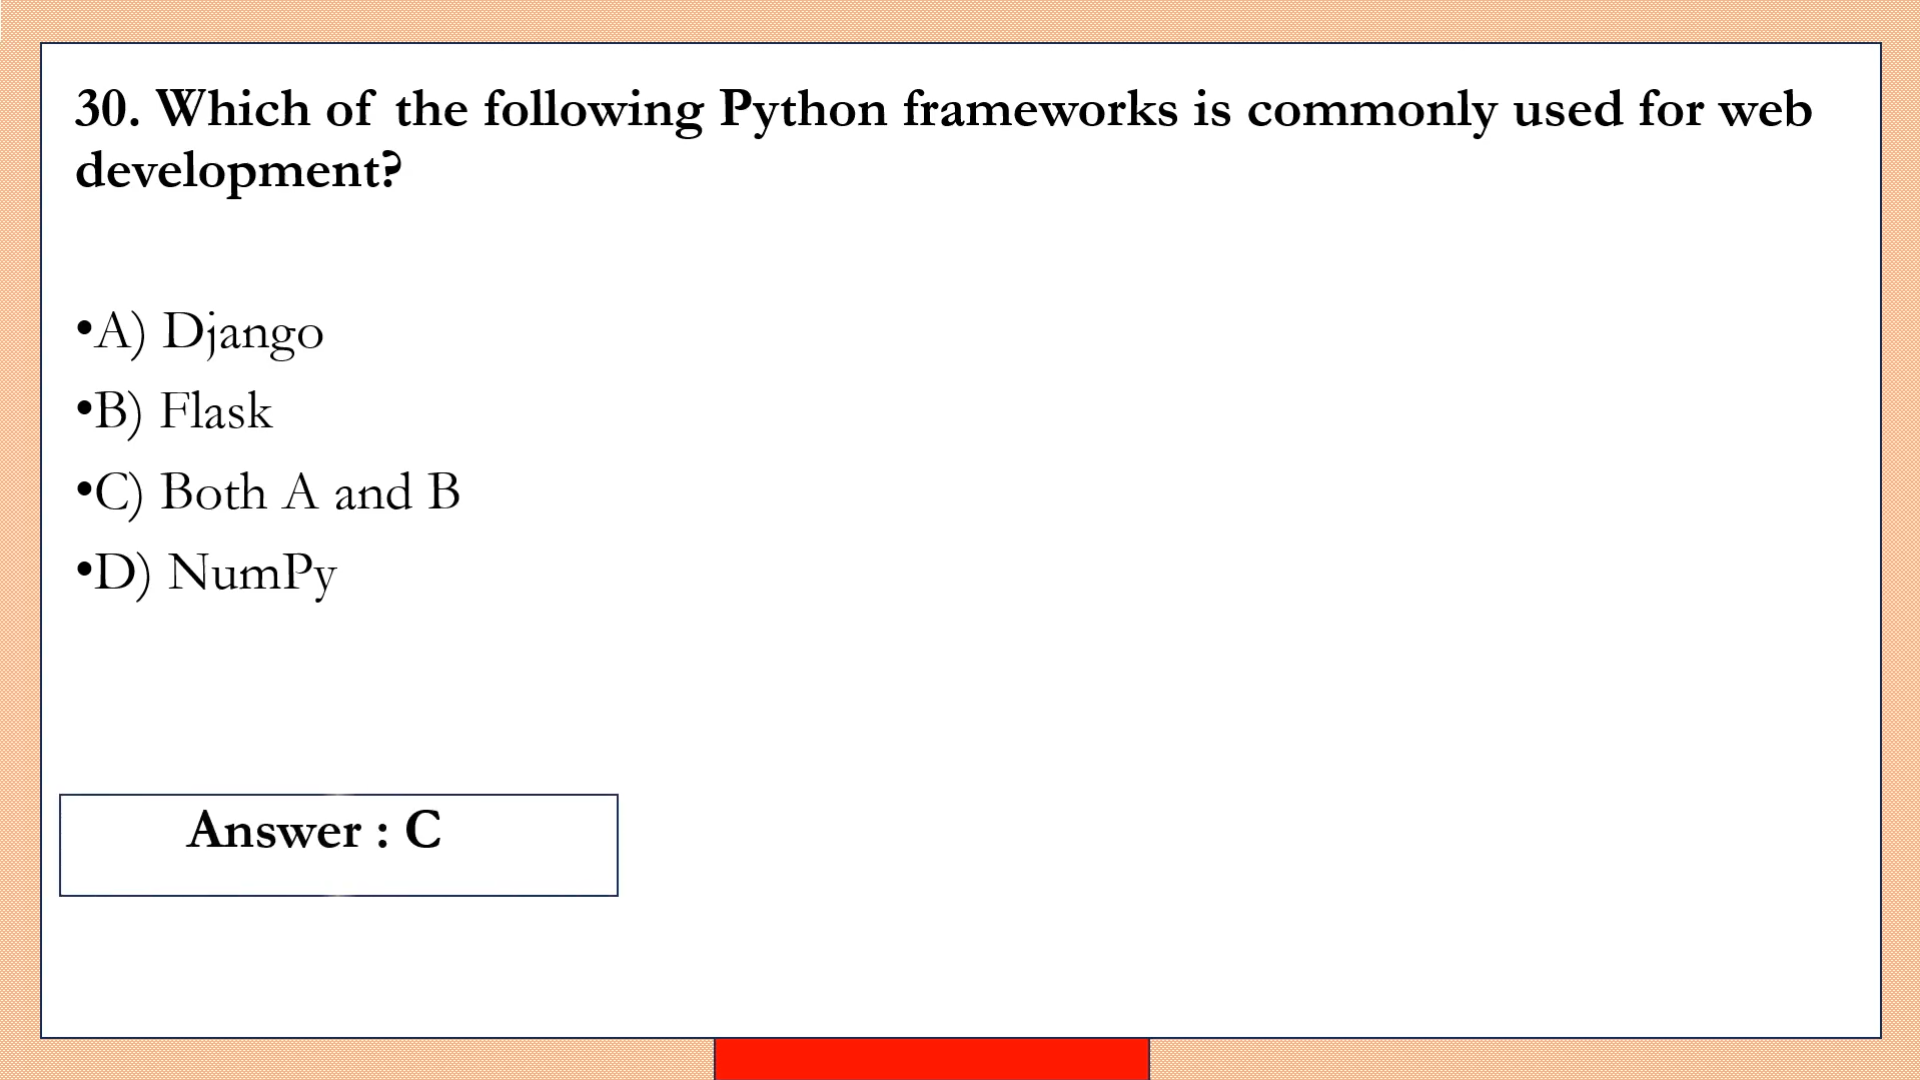 30. Which of the following Python frameworks is commonly used for web
development?
•A) Django
•B) Flask
•C) Both A and B
•D) NumPy
Answer : C